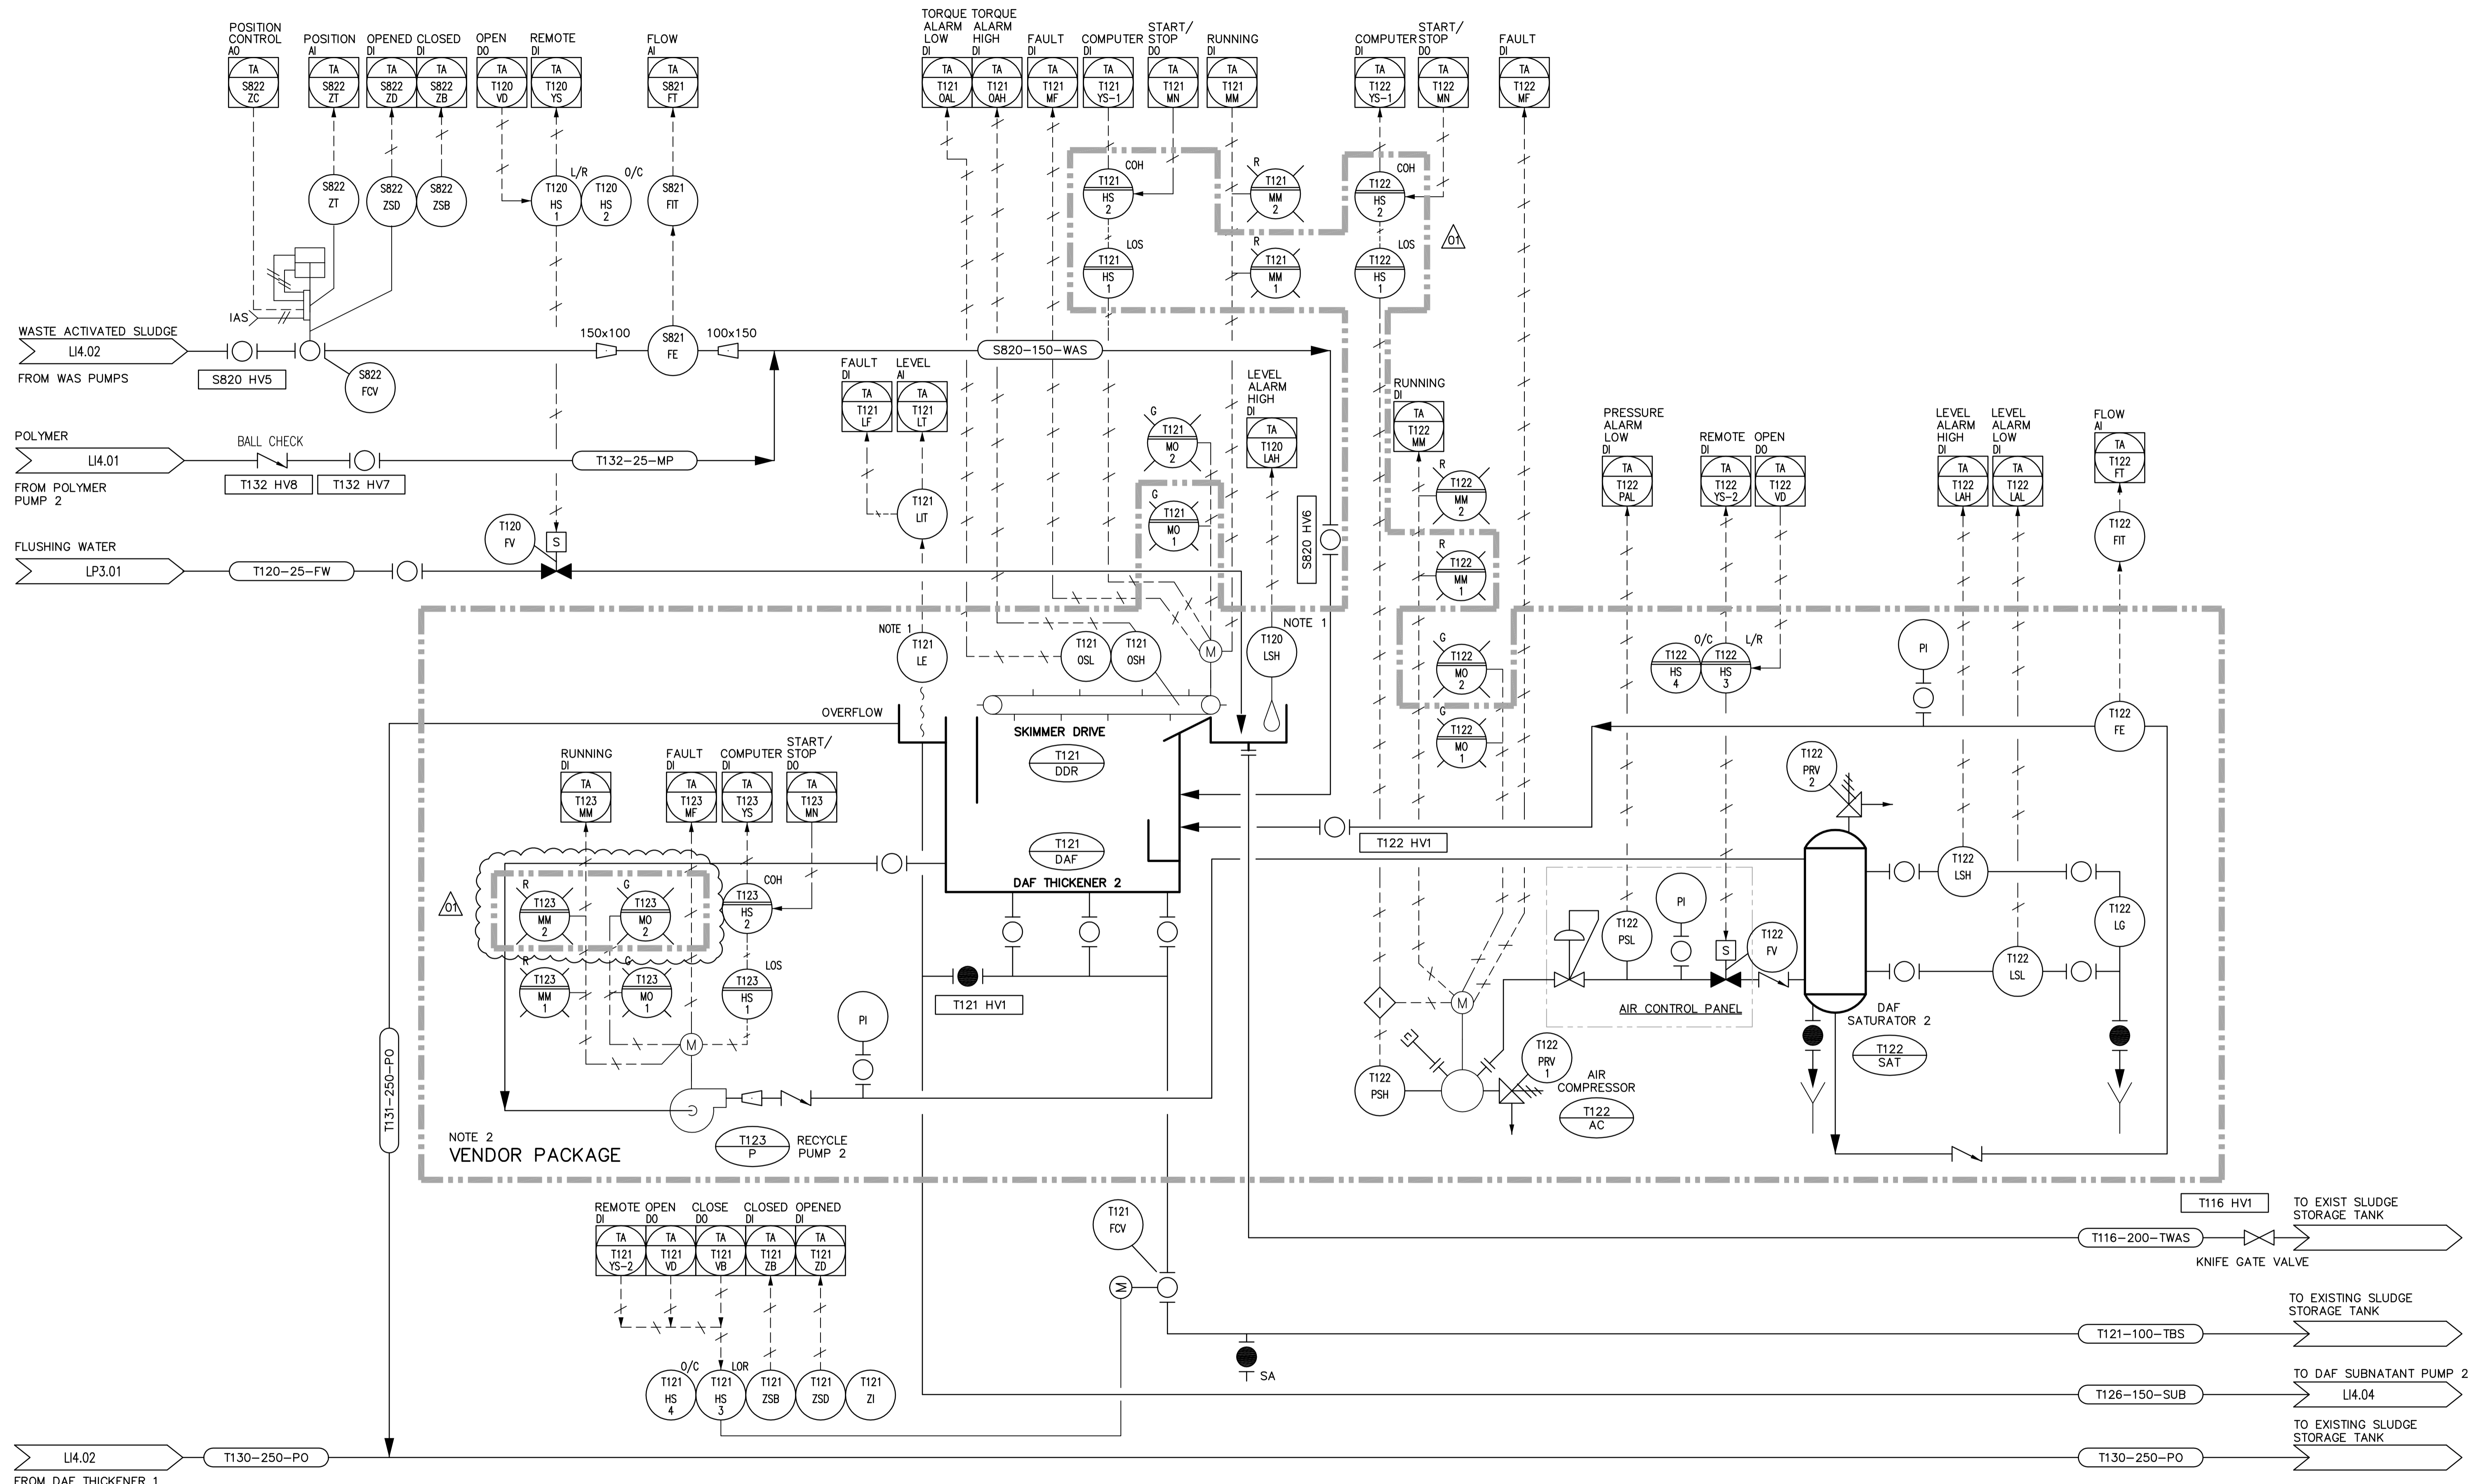 POSITION
CONTROL
AO
POSITION
AI
OPENED
DI
CLOSED
DI
OPEN
DO
REMOTE
DI
FLOW
AI
TORQUE
ALARM
LOW
DI
TORQUE
ALARM
HIGH
DI
FAULT
DI
COMPUTER
DI
START/
STOP
DO
RUNNING
DI
COMPUTER
DI
START/
STOP
DO
FAULT
DI
TA
S822
ZC
TA
S822
ZT
TA
S822
ZD
TA
S822
ZB
TA
T120
VD
TA
T120
YS
TA
S821
FT
TA
T121
OAL
TA
T121
OAH
TA
T121
MF
TA
T121
YS-1
TA
T121
MN
TA
T121
MM
TA
T122
YS-1
TA
T122
MN
TA
T122
MF
S822
ZT
S822
ZSD
S822
ZSB
L/R
T120
HS
1
O/C
T120
HS
2
S821
FIT
COH
T121
HS
2
R
T121
MM
2
COH
T122
HS
2
01
LOS
T121
HS
1
R
T121
MM
1
LOS
T122
HS
1
IAS
WASTE ACTIVATED SLUDGE
LI4.02
FROM WAS PUMPS
S820 HV5
S822
FCV
150x100
S821
FE
100x150
S820-150-WAS
POLYMER
LI4.01
FROM POLYMER
PUMP 2
BALL CHECK
T132 HV8
T132 HV7
T132-25-MP
FAULT
DI
TA
T121
LF
LEVEL
AI
TA
T121
LT
T121
LIT
G
T121
MO
2
G
T121
MO
1
LEVEL
ALARM
HIGH
DI
TA
T120
LAH
S820 HV6
RUNNING
DI
TA
T122
MM
R
T122
MM
2
R
T122
MM
1
PRESSURE
ALARM
LOW
DI
TA
T122
PAL
REMOTE
DI
TA
T122
YS-2
OPEN
DO
TA
T122
VD
LEVEL
ALARM
HIGH
DI
TA
T122
LAH
LEVEL
ALARM
LOW
DI
TA
T122
LAL
FLOW
AI
TA
T122
FT
T122
FIT
FLUSHING WATER
LP3.01
T120-25-FW
T120
FV
S
NOTE 1
T121
LE
T121
OSL
T121
OSH
M
NOTE 1
T120
LSH
G
T122
MO
2
G
T122
MO
1
O/C
T122
HS
4
L/R
T122
HS
3
PI
T122
FE
OVERFLOW
SKIMMER DRIVE
T121
DDR
T121
DAF
DAF THICKENER 2
T122 HV1
T122
PRV
2
RUNNING
DI
TA
T123
MM
FAULT
DI
TA
T123
MF
COMPUTER
DI
TA
T123
YS
START/
STOP
DO
TA
T123
MN
01
R
T123
MM
2
G
T123
MO
2
COH
T123
HS
2
R
T123
MM
1
G
T123
MO
1
LOS
T123
HS
1
M
PI
T121 HV1
T131-250-PO
T123
P
RECYCLE
PUMP 2
NOTE 2
VENDOR PACKAGE
I
M
E
T122
PSH
T122
PRV
1
AIR
COMPRESSOR
T122
AC
T122
PSL
PI
S
T122
FV
AIR CONTROL PANEL
T122
LSH
T122
LG
T122
LSL
DAF
SATURATOR 2
T122
SAT
REMOTE
DI
TA
T121
YS-2
OPEN
DO
TA
T121
VD
CLOSE
DO
TA
T121
VB
CLOSED
DI
TA
T121
ZB
OPENED
DI
TA
T121
ZD
O/C
T121
HS
4
LOR
T121
HS
3
T121
ZSB
T121
ZSD
T121
ZI
T121
FCV
M
SA
T116 HV1
TO EXIST SLUDGE
STORAGE TANK
T116-200-TWAS
KNIFE GATE VALVE
TO EXISTING SLUDGE
STORAGE TANK
T121-100-TBS
TO DAF SUBNATANT PUMP 2
T126-150-SUB
LI4.04
TO EXISTING SLUDGE
STORAGE TANK
LI4.02
T130-250-PO
T130-250-PO
FROM DAF THICKENER 1